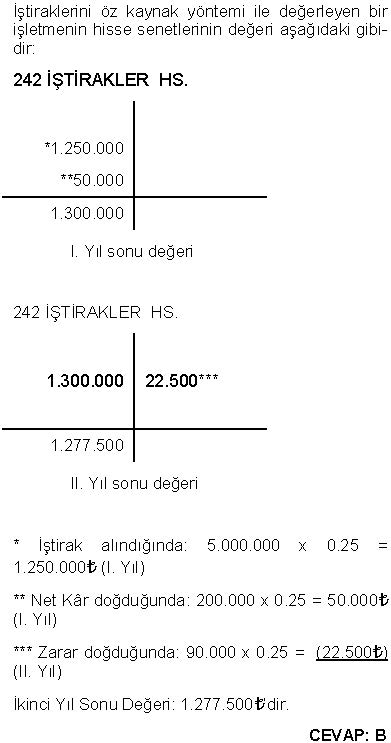 İştiraklerini öz kaynak yöntemi ile değerleyen bir
işletmenin hisse senetlerinin değeri aşağıdaki gibi-
dir:
242 İŞTİRAKLER HS.
*1.250.000
**50.000
1.300.000
I. Yıl sonu değeri
242 İŞTİRAKLER HS.
1.300.000 22.500***
1.277.500
II. Yıl sonu değeri
* İştirak alındığında: 5.000.000 x 0.25 =
1.250.000₺ (I. Yıl)
** Net Kâr doğduğunda: 200.000 x 0.25 = 50.000₺
(I. Yıl)
*** Zarar doğduğunda: 90.000 x 0.25 = (22.500₺)
(II. Yıl)
İkinci Yıl Sonu Değeri: 1.277.500₺dir.
CEVAP: B